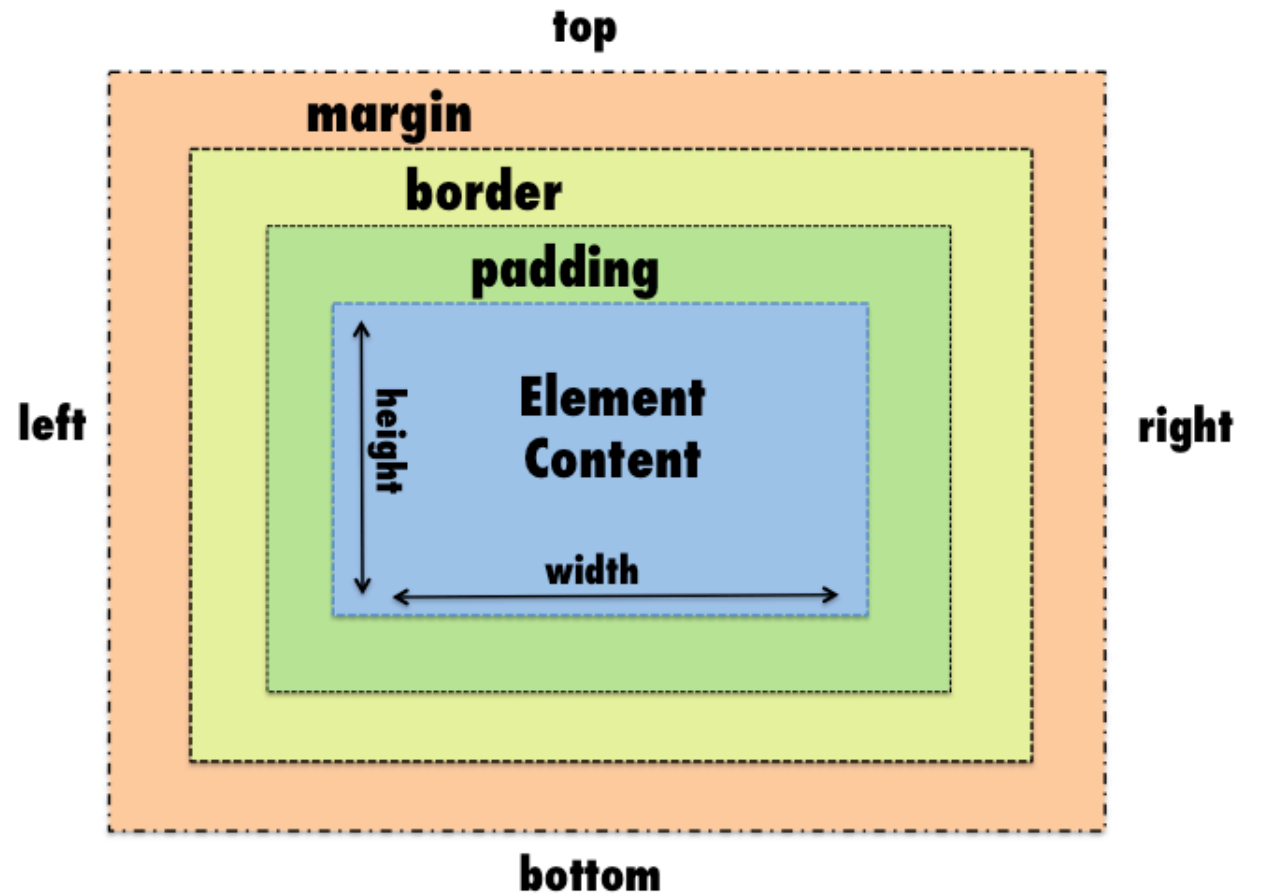 top
margin
border
padding
height
Element
Content
width
left
right
bottom